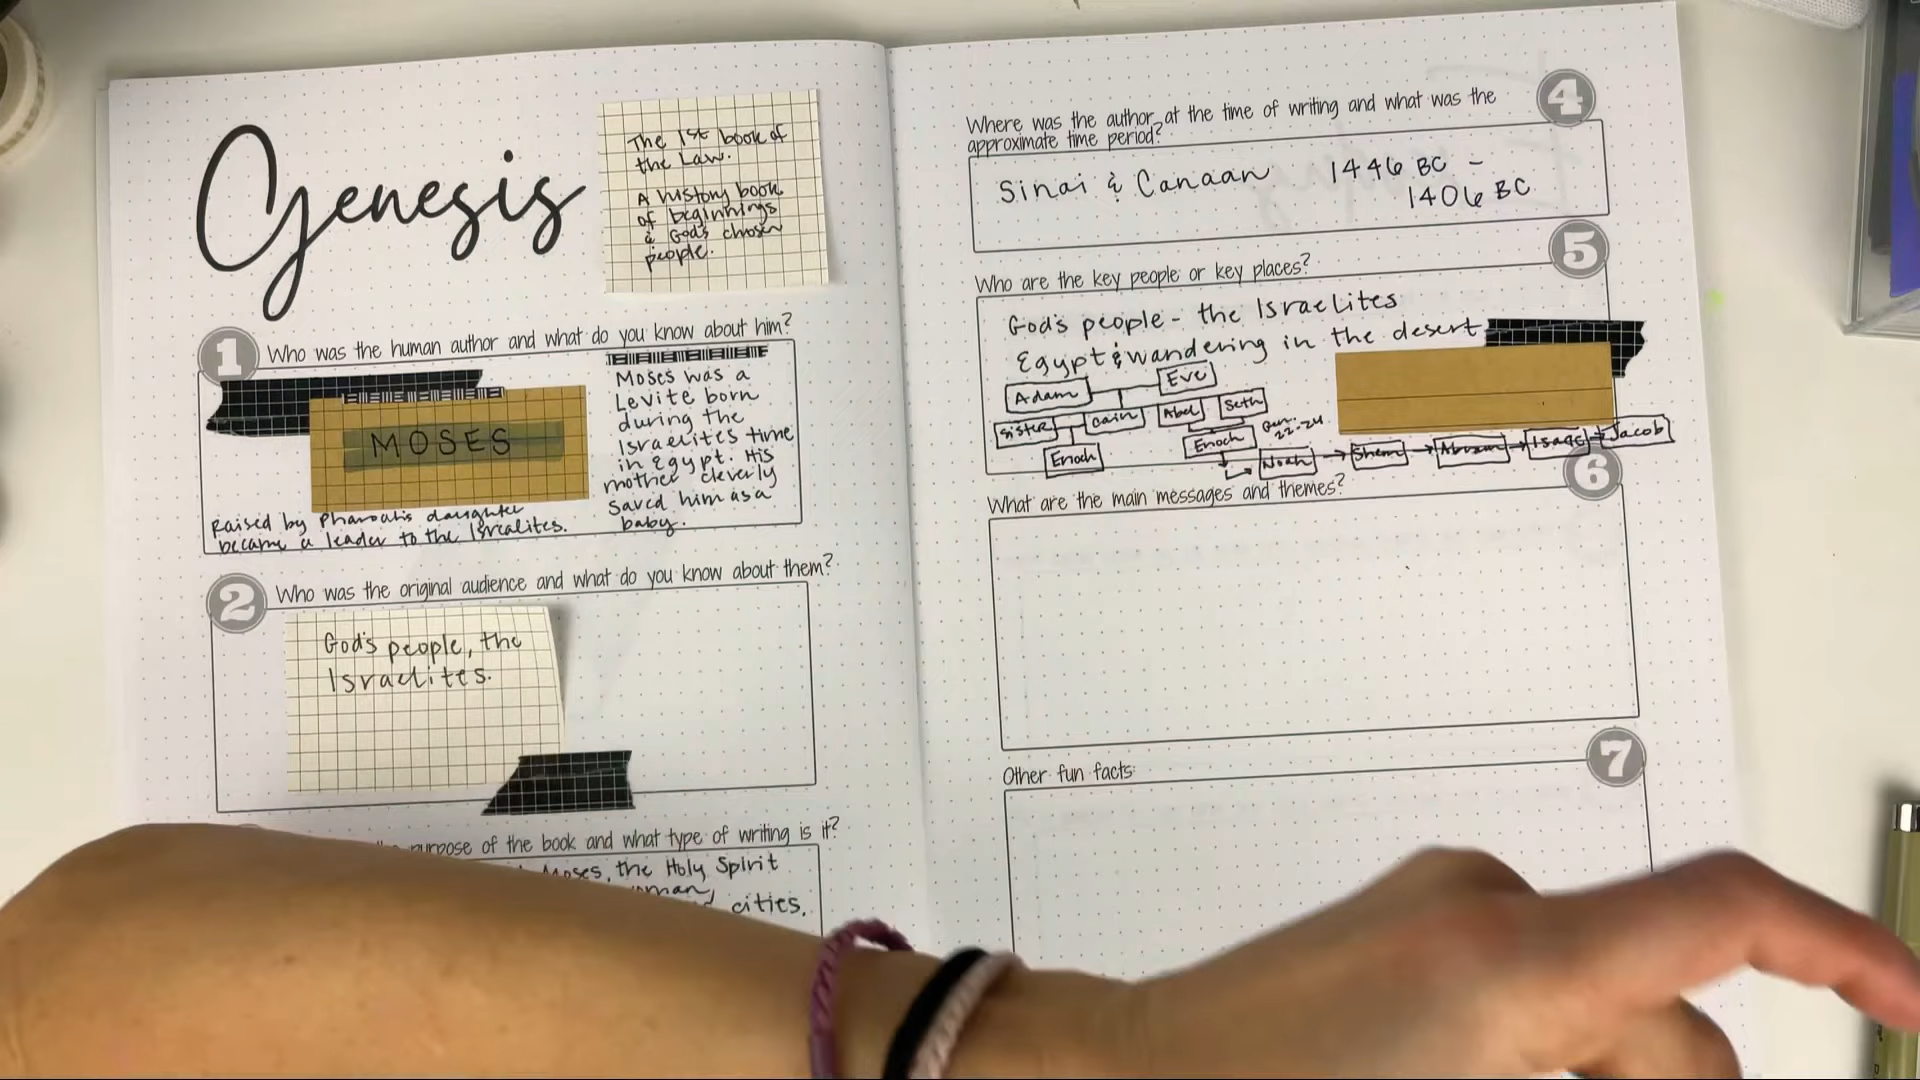 Genesis
The 1st book of
the Law.
A history book
of beginnings
& God's chosen
people.
1
Who was the human author and what do you know about him?
MOSES
Moses was a
Levite born
during the
Israelites time
in Egypt. His
mother cleverly
saved him as a
baby.
Raised by Pharoah's daughter
became a leader to the Isrealites.
2
Who was the original audience and what do you know about them?
God's people, the
Israelites.
purpose of the book and what type of writing is it?
Moses, the Holy Spirit
cities.
4
Where was the author at the time of writing and what was the
approximate time period?
Sinai & Canaan 1446 BC -
1406 BC
5
Who are the key people or key places?
God's people - the Israelites
Egypt & wandering in the desert
Adam Eve
Sister Cain Abel Seth
Enoch Enoch
22-24
Noah → Shem → Abram → Isaac → Jacob
6
What are the main messages and themes?
7
Other fun facts: